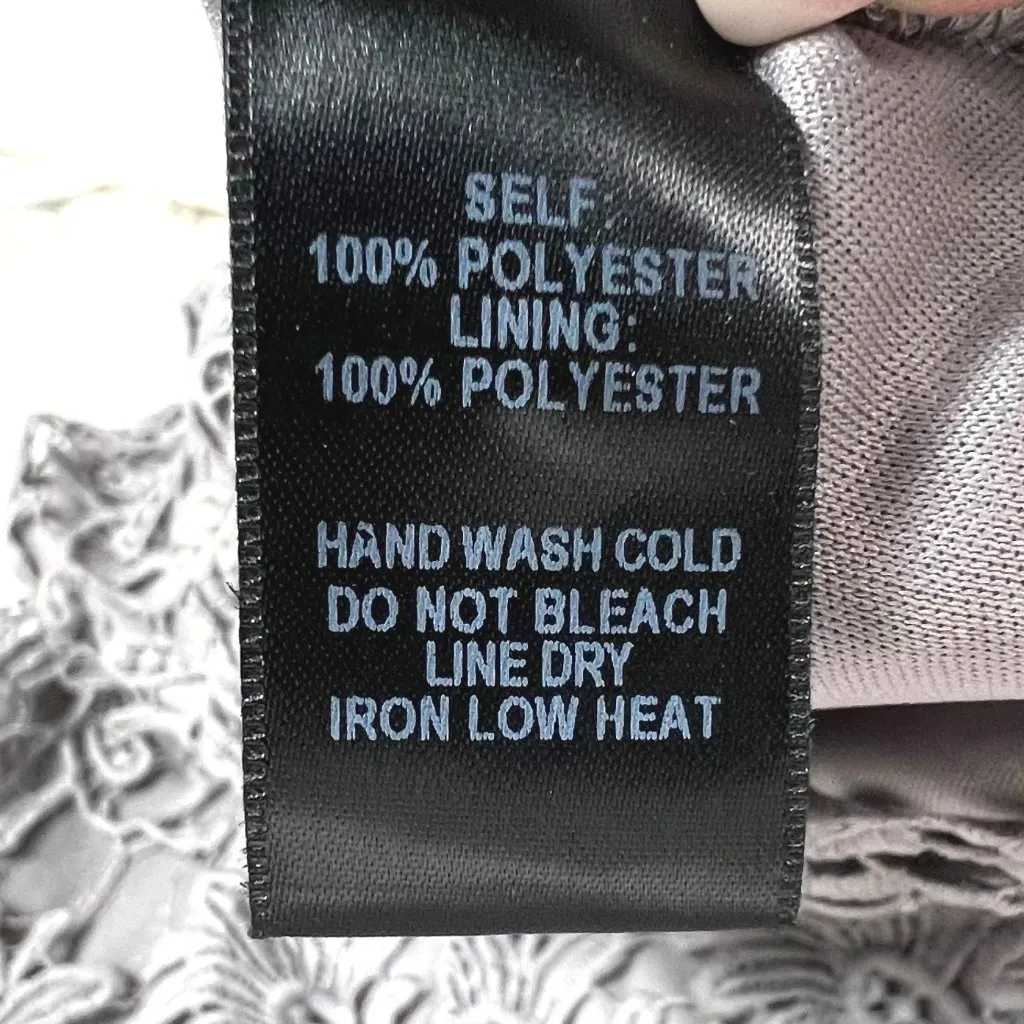 SELF:
100% POLYESTER
LINING:
100% POLYESTER
HAND WASH COLD
DO NOT BLEACH
LINE DRY
IRON LOW HEAT